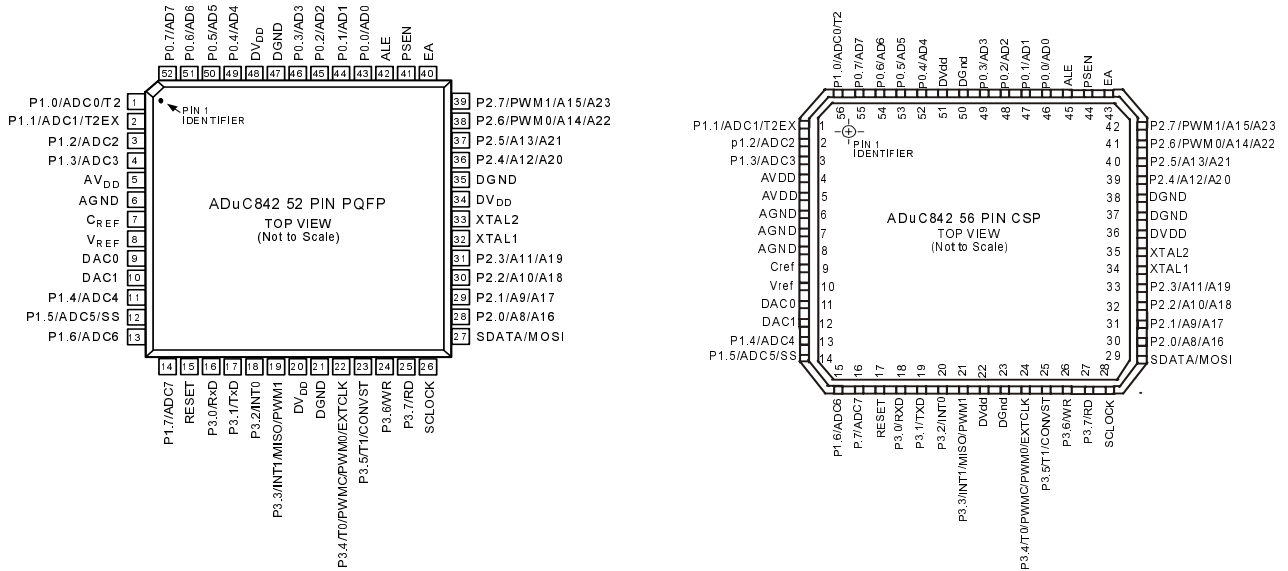 P0.7/AD7
P0.6/AD6
P0.5/AD5
P0.4/AD4
DVDD
DGND
P0.3/AD3
P0.2/AD2
P0.1/AD1
P0.0/AD0
ALE
PSEN
EA
52 51 50 49 48 47 46 45 44 43 42 41 40
P1.0/ADC0/T2 1
P1.1/ADC1/T2EX 2
P1.2/ADC2 3
P1.3/ADC3 4
AVDD 5
AGND 6
CREF 7
VREF 8
DAC0 9
DAC1 10
P1.4/ADC4 11
P1.5/ADC5/SS 12
P1.6/ADC6 13
PIN 1
IDENTIFIER
ADuC842 52 PIN PQFP
TOP VIEW
(Not to Scale)
39 P2.7/PWM1/A15/A23
38 P2.6/PWM0/A14/A22
37 P2.5/A13/A21
36 P2.4/A12/A20
35 DGND
34 DVDD
33 XTAL2
32 XTAL1
31 P2.3/A11/A19
30 P2.2/A10/A18
29 P2.1/A9/A17
28 P2.0/A8/A16
27 SDATA/MOSI
14 15 16 17 18 19 20 21 22 23 24 25 26
P1.7/ADC7
RESET
P3.0/RxD
P3.1/TxD
P3.2/INT0
P3.3/INT1/MISO/PWM1
DVDD
DGND
P3.4/T0/PWMC/PWM0/EXTCLK
P3.5/T1/CONVST
P3.6/WR
P3.7/RD
SCLOCK
P1.0/ADC0/T2
P0.7/AD7
P0.6/AD6
P0.5/AD5
P0.4/AD4
DVdd
DGnd
P0.3/AD3
P0.2/AD2
P0.1/AD1
P0.0/AD0
ALE
PSEN
EA
56 55 54 53 52 51 50 49 48 47 46 45 44 43
P1.1/ADC1/T2EX 1
p1.2/ADC2 2
P1.3/ADC3 3
AVDD 4
AVDD 5
AGND 6
AGND 7
AGND 8
Cref 9
Vref 10
DAC0 11
DAC1 12
P1.4/ADC4 13
P1.5/ADC5/SS 14
PIN 1
IDENTIFIER
ADuC842 56 PIN CSP
TOP VIEW
(Not to Scale)
42 P2.7/PWM1/A15/A23
41 P2.6/PWM0/A14/A22
40 P2.5/A13/A21
39 P2.4/A12/A20
38 DGND
37 DGND
36 DVDD
35 XTAL2
34 XTAL1
33 P2.3/A11/A19
32 P2.2/A10/A18
31 P2.1/A9/A17
30 P2.0/A8/A16
29 SDATA/MOSI
15 16 17 18 19 20 21 22 23 24 25 26 27 28
P1.6/ADC6
P.7/ADC7
RESET
P3.0/RXD
P3.1/TXD
P3.2/INT0
P3.3/INT1/MISO/PWM1
DVdd
DGnd
P3.4/T0/PWMC/PWM0/EXTCLK
P3.5/T1/CONVST
P3.6/WR
P3.7/RD
SCLOCK